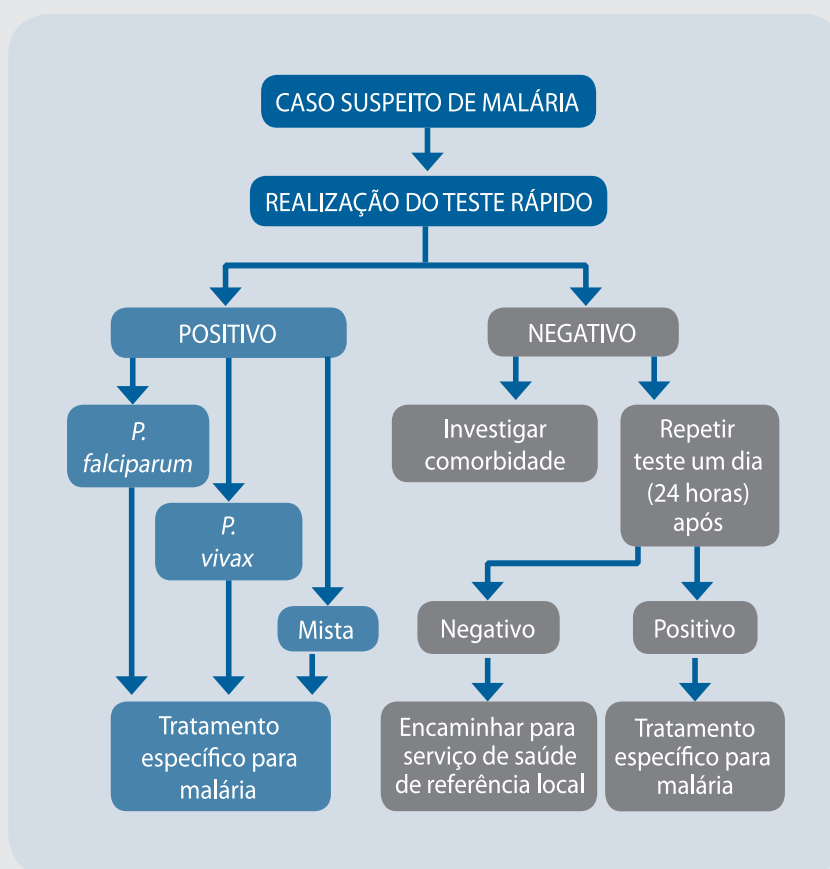 CASO SUSPEITO DE MALÁRIA
REALIZAÇÃO DO TESTE RÁPIDO
POSITIVO
NEGATIVO
P.
falciparum
P.
vivax
Mista
Tratamento
específico para
malária
Investigar
comorbidade
Repetir
teste um dia
(24 horas)
após
Negativo
Positivo
Encaminhar para
serviço de saúde
de referência local
Tratamento
específico para
malária